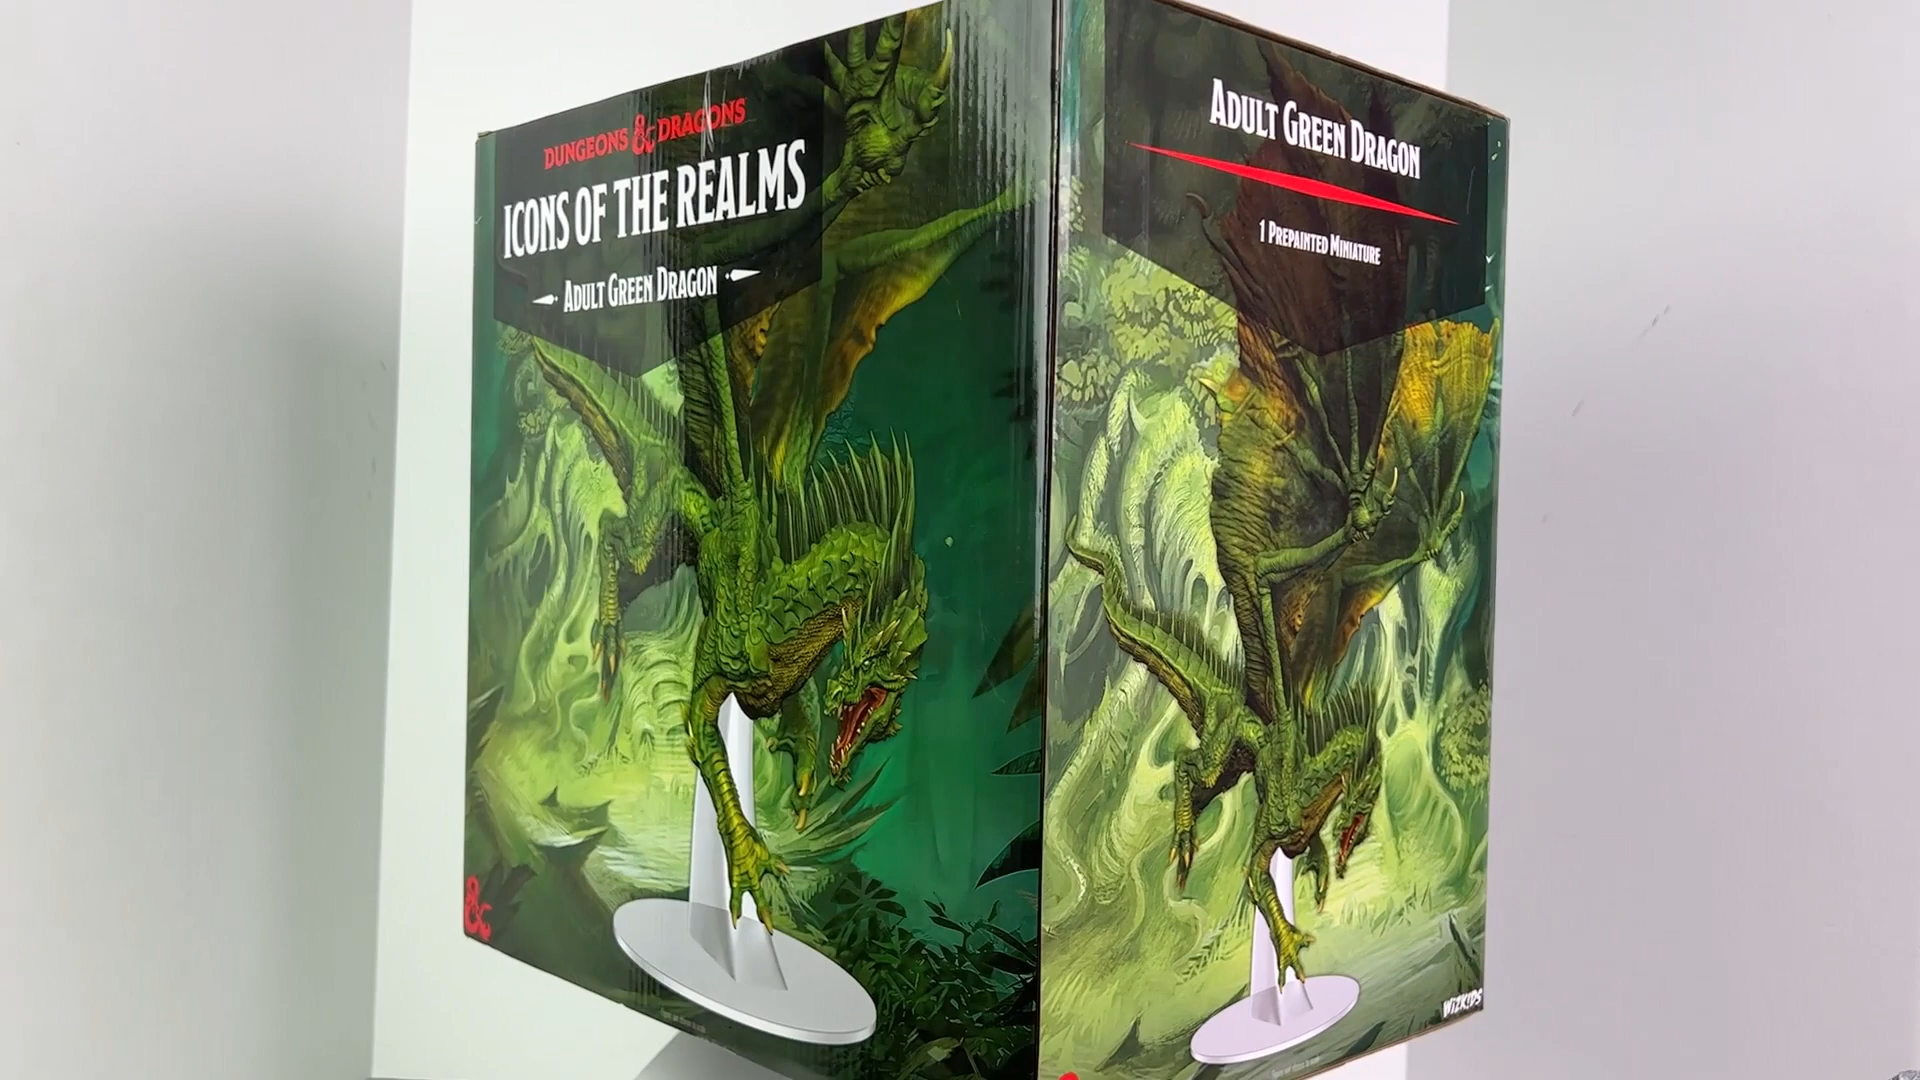 DUNGEONS & DRAGONS
ICONS OF THE REALMS
ADULT GREEN DRAGON
&
ADULT GREEN DRAGON
1 PREPAINTED MINIATURE
WIZKIDS